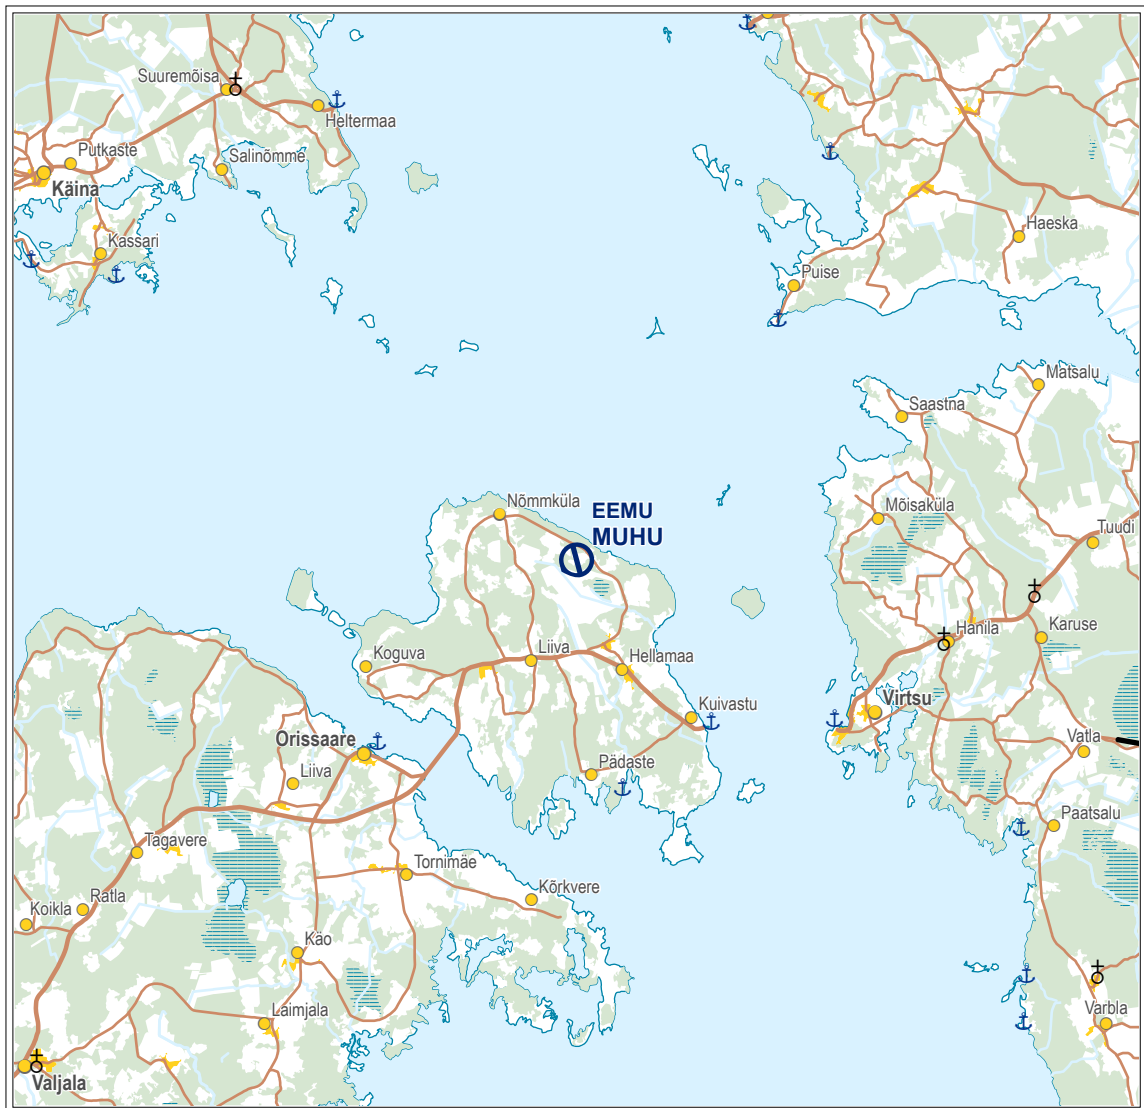 Suuremõisa
Heltermaa
Putkaste
Salinõmme
Käina
Kassari
Haeska
Puise
Matsalu
Saastna
Nõmmküla
EEMU
MUHU
Mõisaküla
Tuudi
Hanila
Karuse
Koguva
Liiva
Hellamaa
Virtsu
Kuivastu
Vatla
Orissaare
Liiva
Pädaste
Paatsalu
Tagavere
Tornimäe
Kõrkvere
Ratla
Koikla
Käo
Laimjala
Varbla
Valjala